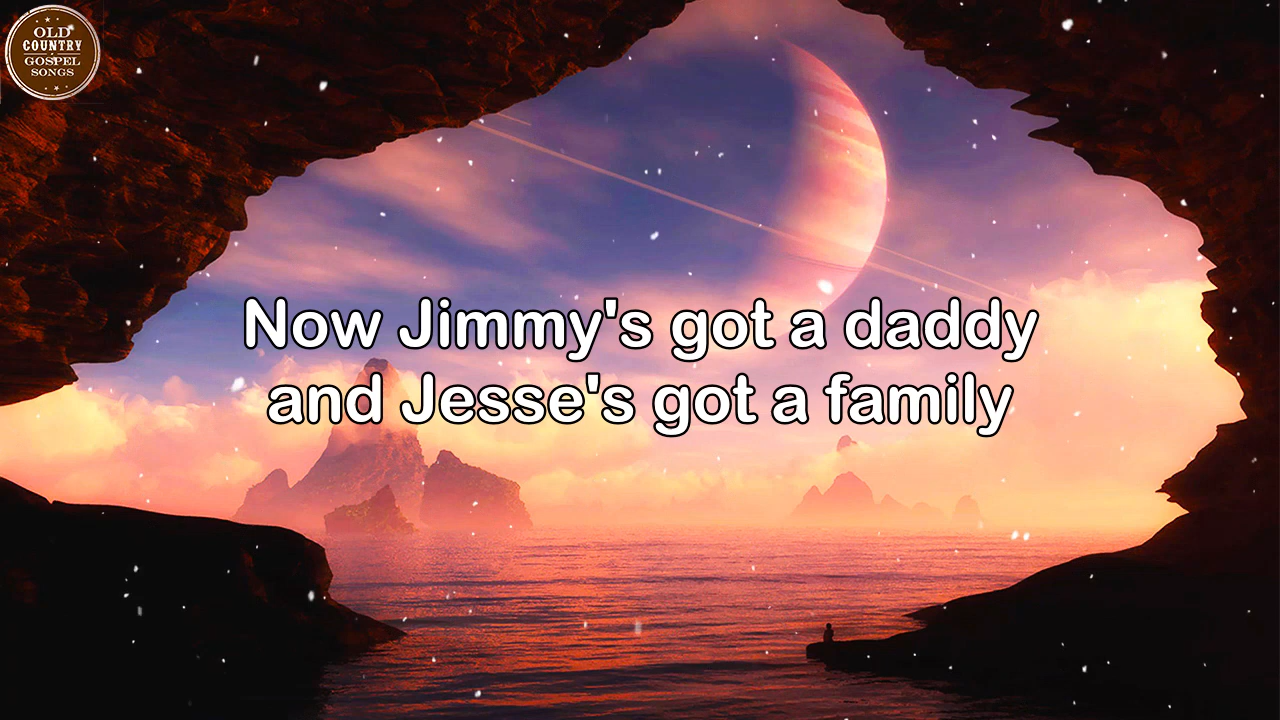 OLD
COUNTRY
GOSPEL
SONGS
Now Jimmy's got a daddy
and Jesse's got a family